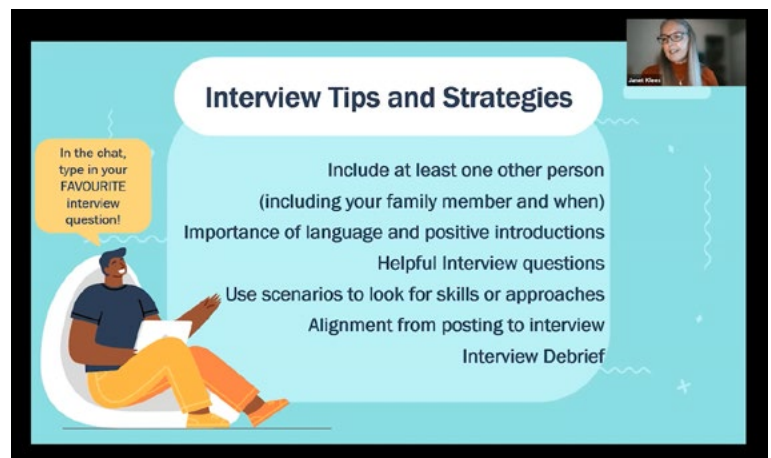 Janet Klees
Interview Tips and Strategies
In the chat,
type in your
FAVOURITE
interview
question!
Include at least one other person
(including your family member and when)
Importance of language and positive introductions
Helpful Interview questions
Use scenarios to look for skills or approaches
Alignment from posting to interview
Interview Debrief